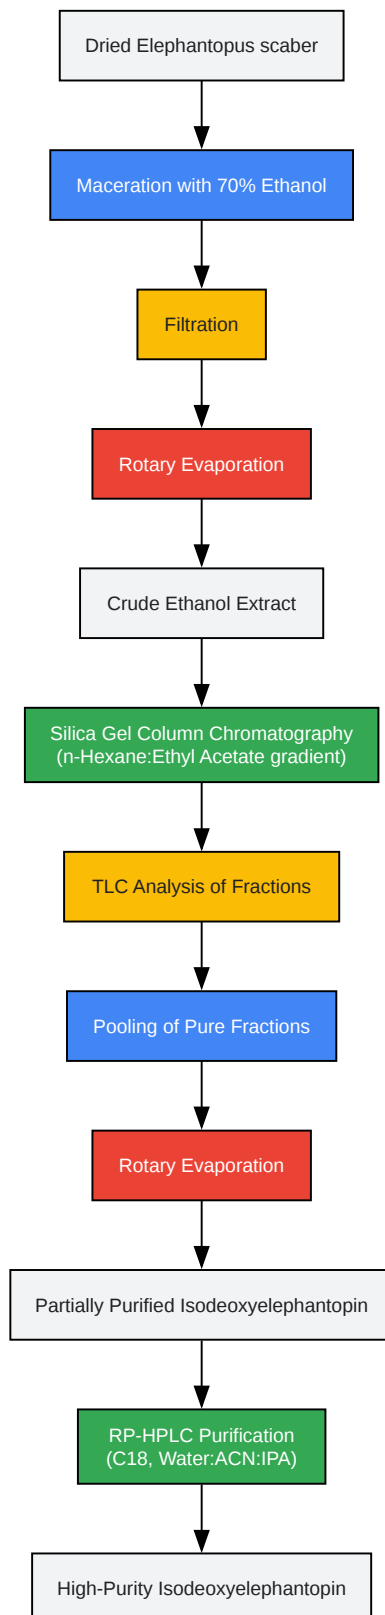 Dried Elephantopus scaber
Maceration with 70% Ethanol
Filtration
Rotary Evaporation
Crude Ethanol Extract
Silica Gel Column Chromatography
(n-Hexane:Ethyl Acetate gradient)
TLC Analysis of Fractions
Pooling of Pure Fractions
Rotary Evaporation
Partially Purified Isodeoxyelephantopin
RP-HPLC Purification
(C18, Water:ACN:IPA)
High-Purity Isodeoxyelephantopin